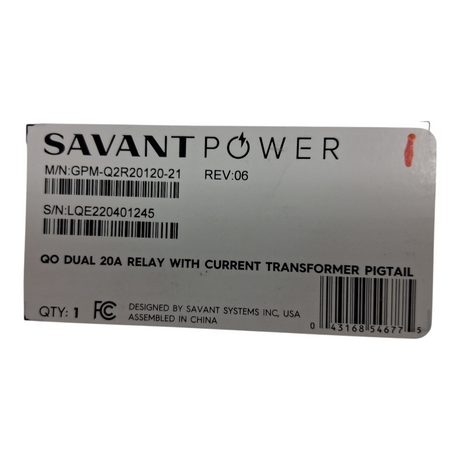 SAVANT POWER
M/N:GPM-Q2R20120-21 REV:06
S/N:LQE220401245
QO DUAL 20A RELAY WITH CURRENT TRANSFORMER PIGTAIL
QTY: 1 FC DESIGNED BY SAVANT SYSTEMS INC, USA
ASSEMBLED IN CHINA
0 43168 54677 5